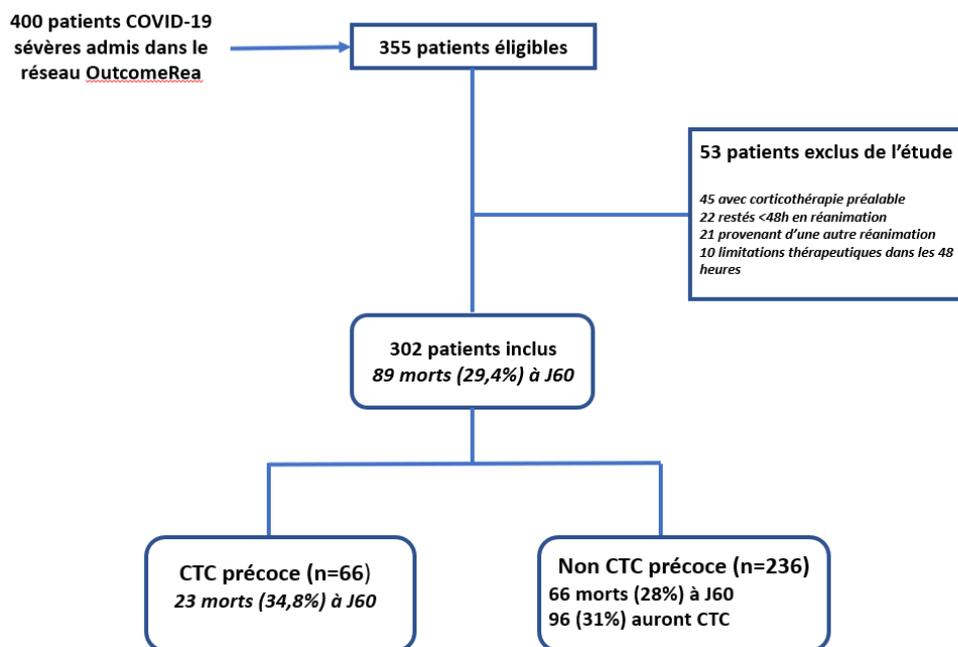 400 patients COVID-19
sévères admis dans le
réseau OutcomeRea
355 patients éligibles
53 patients exclus de l'étude
45 avec corticothérapie préalable
22 restés <48h en réanimation
21 provenant d'une autre réanimation
10 limitations thérapeutiques dans les 48
heures
302 patients inclus
89 morts (29,4%) à J60
CTC précoce (n=66)
23 morts (34,8%) à J60
Non CTC précoce (n=236)
66 morts (28%) à J60
96 (31%) auront CTC